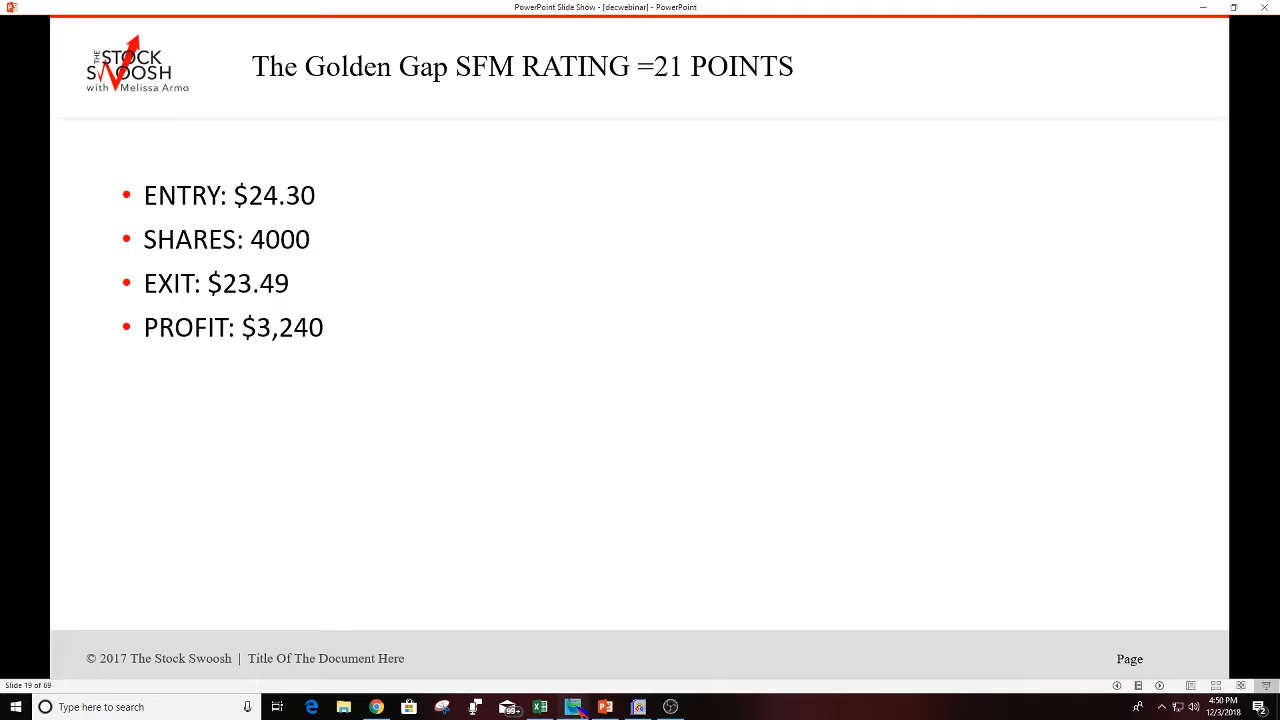 PowerPoint Slide Show - [decwebinar] - PowerPoint
THE STOCK SWOOSH
with Melissa Armo
The Golden Gap SFM RATING =21 POINTS
• ENTRY: $24.30
• SHARES: 4000
• EXIT: $23.49
• PROFIT: $3,240
© 2017 The Stock Swoosh | Title Of The Document Here
Page
Slide 19 of 69
Type here to search
99+
4:50 PM
12/3/2018
2